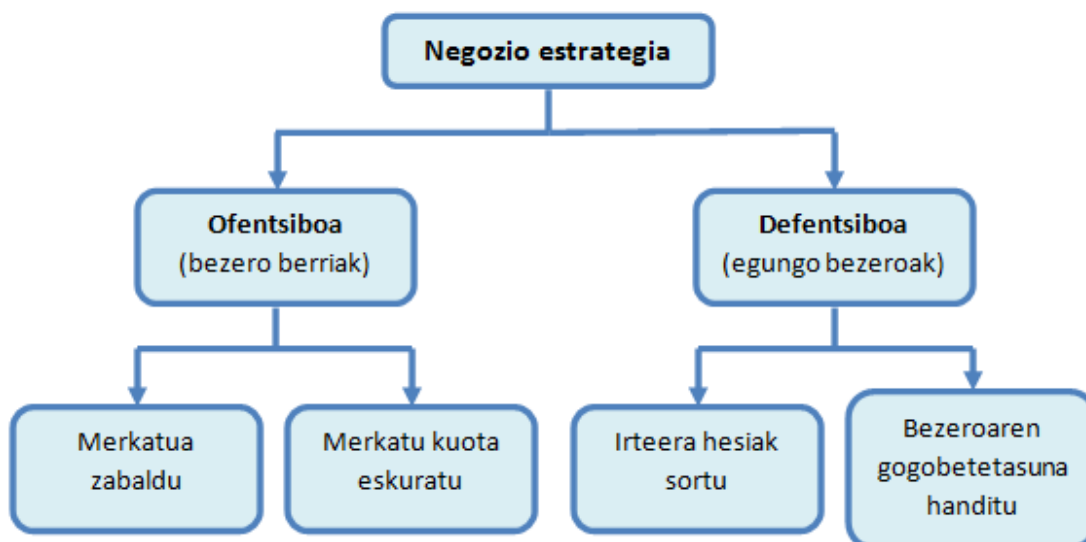 Negozio estrategia
Ofentsiboa
(bezero berriak)
Defentsiboa
(egungo bezeroak)
Merkatua
zabaldu
Merkatu kuota
eskuratu
Irteera hesiak
sortu
Bezeroaren
gogobetetasuna
handitu